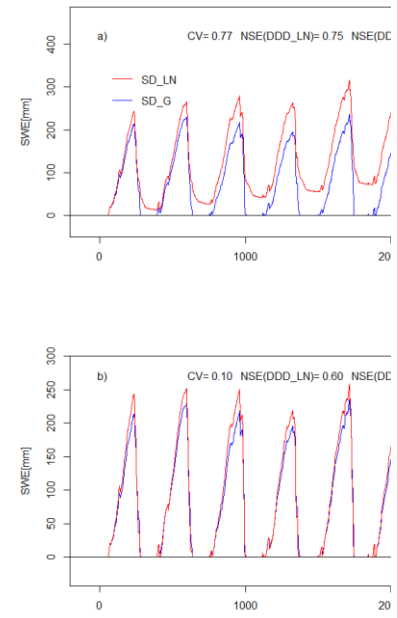 a) CV= 0.77 NSE(DDD_LN)= 0.75 NSE(DD
SD_LN
SD_G
SWE[mm]
400
300
200
100
0
0 1000 20
b) CV= 0.10 NSE(DDD_LN)= 0.60 NSE(DD
SWE[mm]
300
250
200
150
100
50
0
0 1000 20